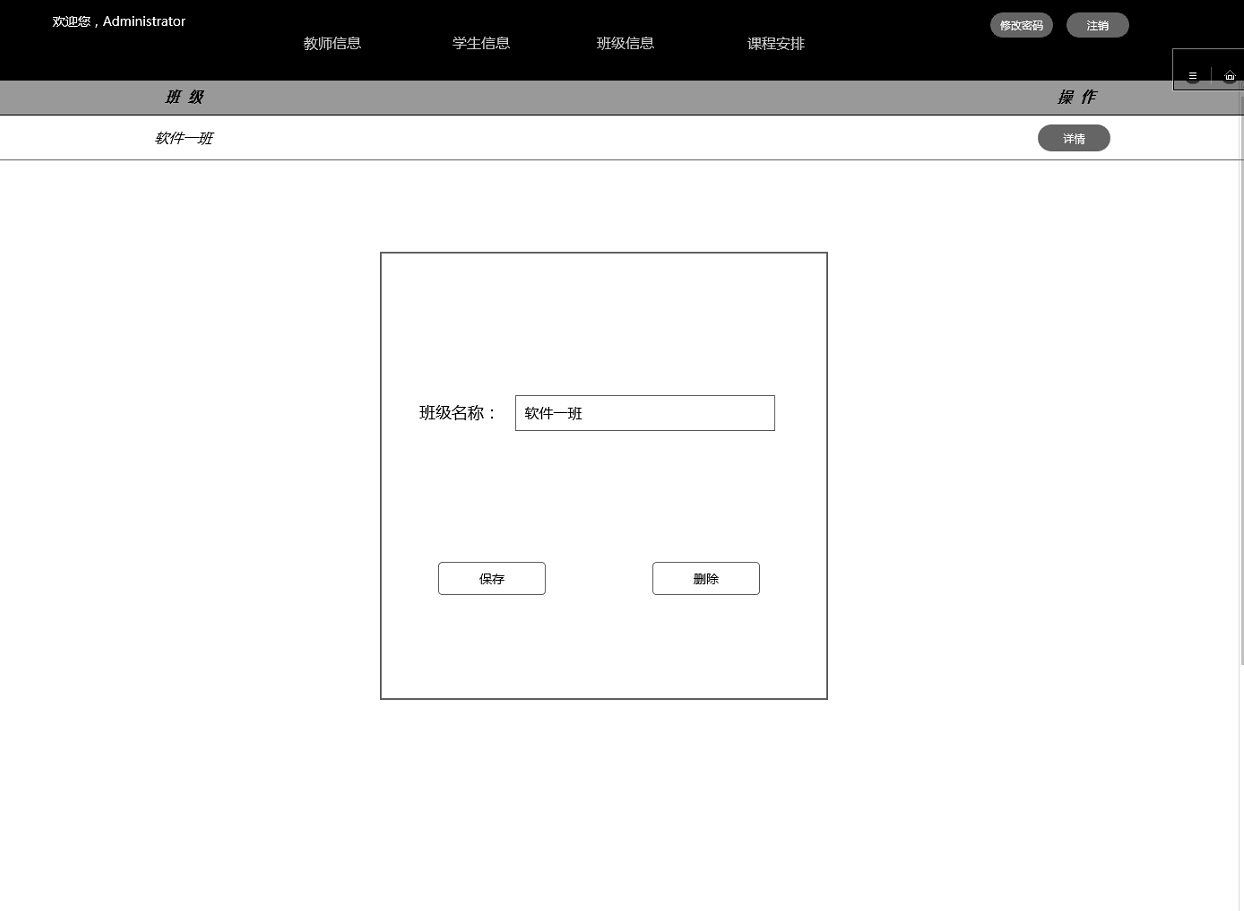 欢迎您，Administrator
修改密码
注销
教师信息
学生信息
班级信息
课程安排
班 级
操 作
软件一班
详情
班级名称：
软件一班
保存
删除